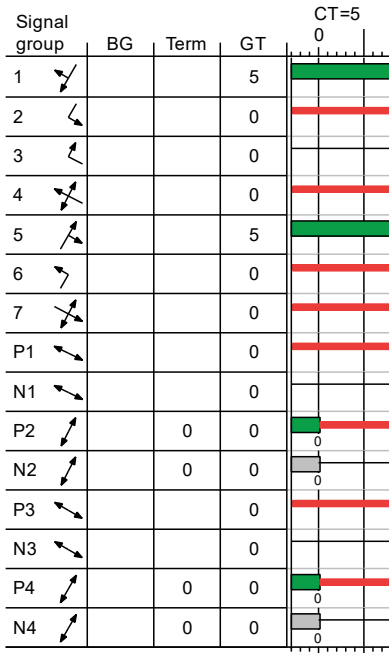 CT=5
Signal group BG Term GT 0
1 5
2 0
3 0
4 0
5 5
6 0
7 0
P1 0
N1 0
P2 0 0 0
N2 0 0 0
P3 0
N3 0
P4 0 0 0
N4 0 0 0